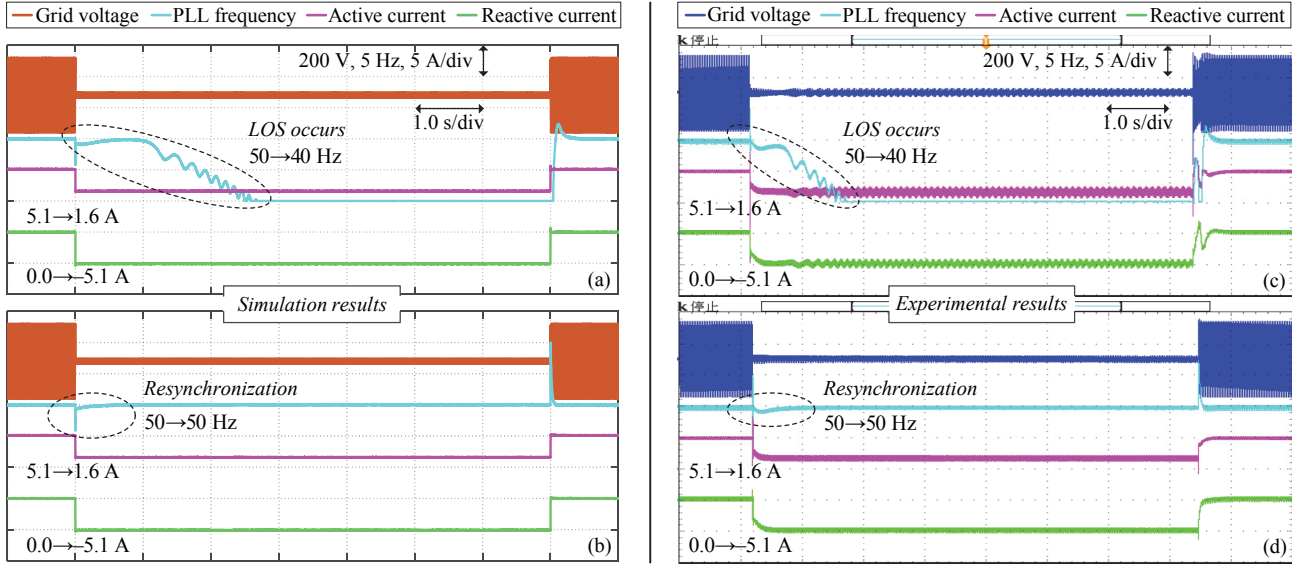 Grid voltage PLL frequency Active current Reactive current
200 V, 5 Hz, 5 A/div
1.0 s/div
LOS occurs
50→40 Hz
5.1→1.6 A
0.0→–5.1 A
(a)
Simulation results
Resynchronization
50→50 Hz
5.1→1.6 A
0.0→–5.1 A
(b)
Grid voltage PLL frequency Active current Reactive current
k 停止
T
200 V, 5 Hz, 5 A/div
1.0 s/div
LOS occurs
50→40 Hz
5.1→1.6 A
0.0→–5.1 A
(c)
k 停止
Experimental results
Resynchronization
50→50 Hz
5.1→1.6 A
0.0→–5.1 A
(d)